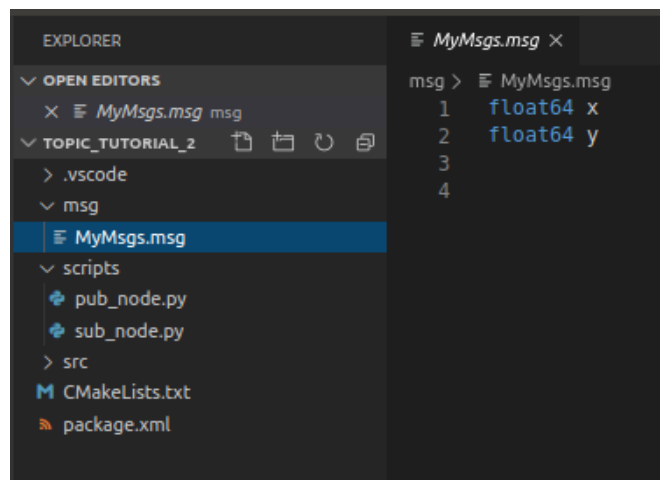 EXPLORER
OPEN EDITORS
MyMsgs.msg msg
TOPIC_TUTORIAL_2
.vscode
msg
MyMsgs.msg
scripts
pub_node.py
sub_node.py
src
CMakeLists.txt
package.xml
MyMsgs.msg
msg > MyMsgs.msg
1 float64 x
2 float64 y
3
4